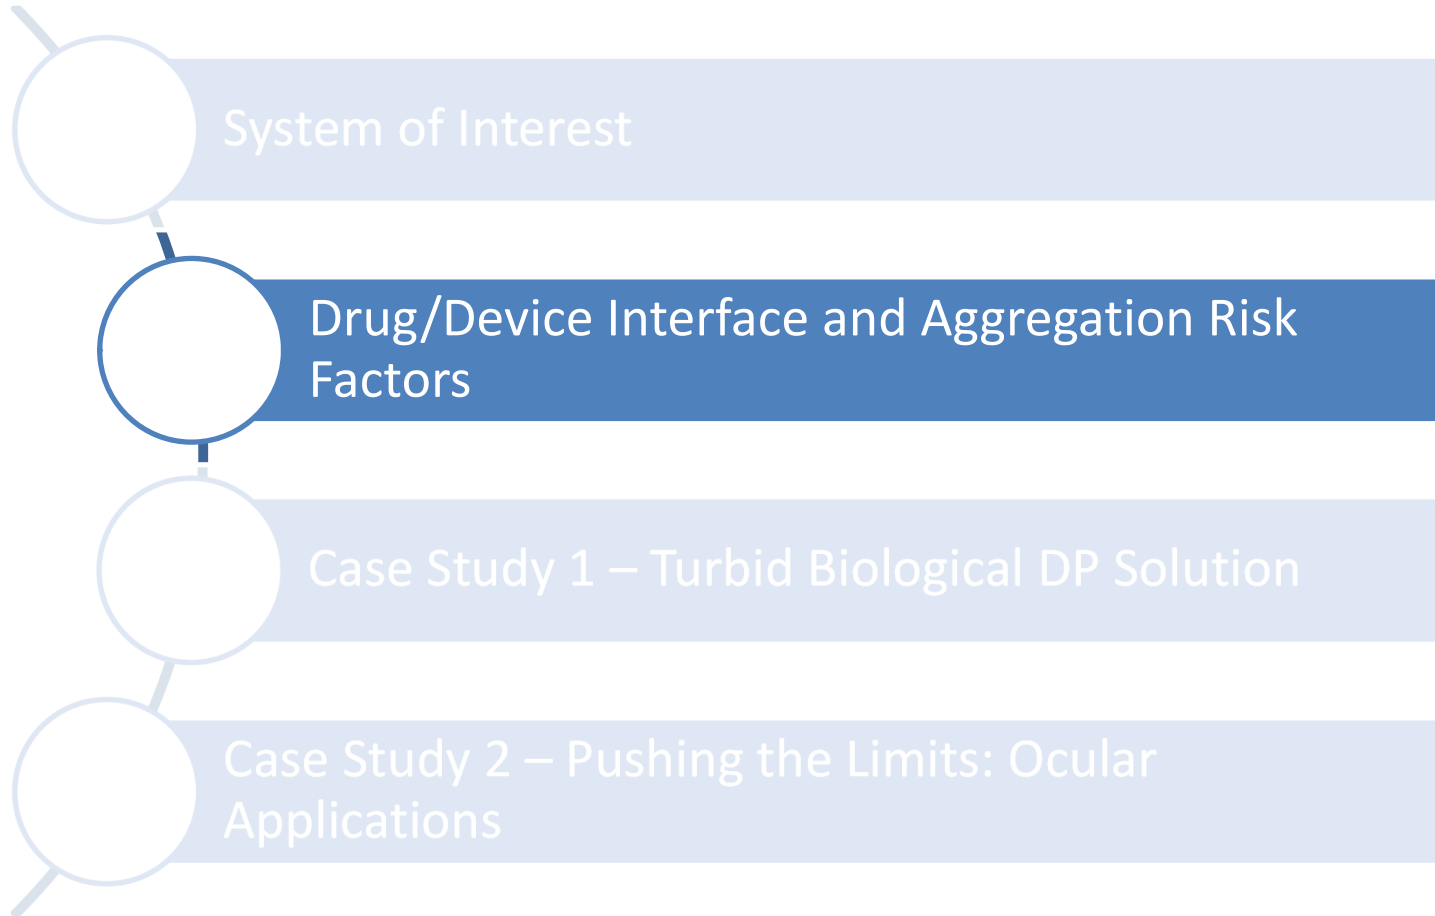 System of Interest
Drug/Device Interface and Aggregation Risk
Factors
Case Study 1 – Turbid Biological DP Solution
Case Study 2 – Pushing the Limits: Ocular
Applications